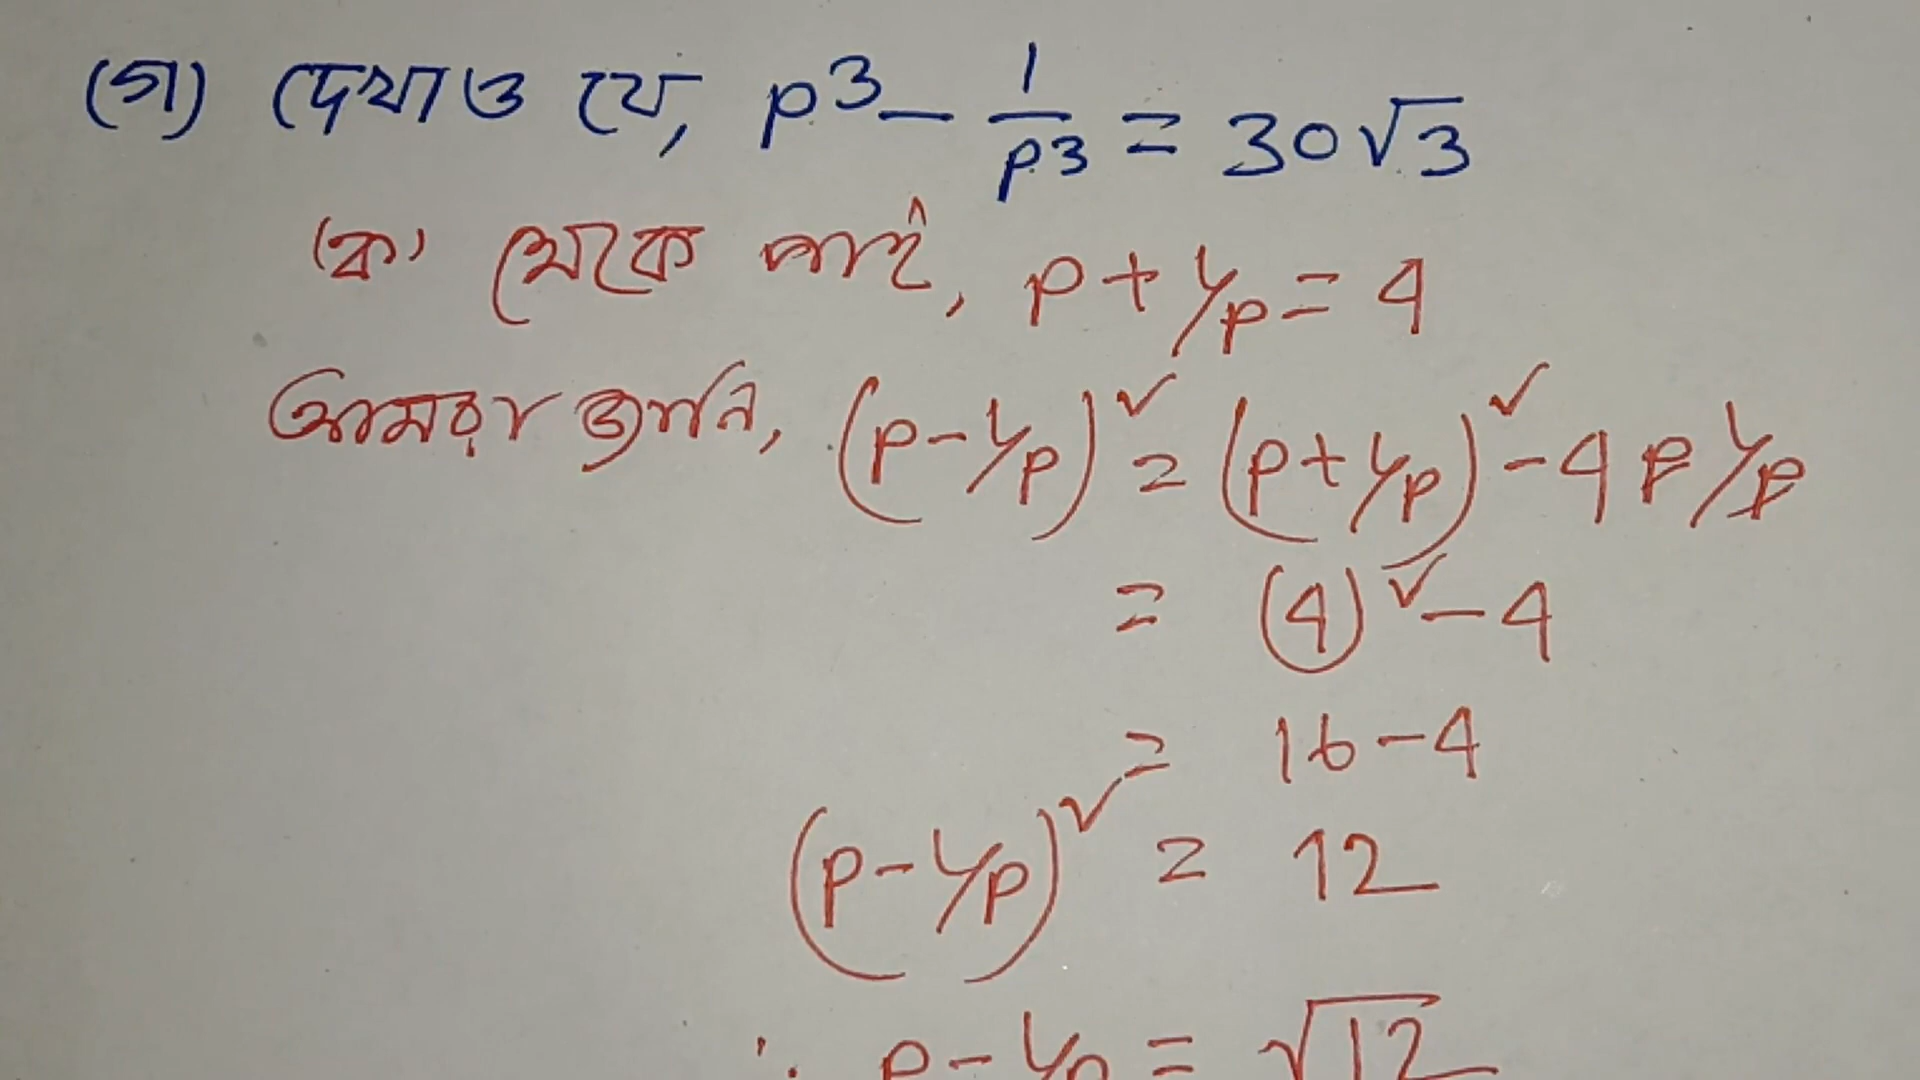 (গ) দেখাও যে, p³ - 1/p³ = 30√3
(ক) থেকে পাই, p + 1/p = 4
আমরা জানি, (p - 1/p)² = (p + 1/p)² - 4 p 1/p
= (4)² - 4
= 16 - 4
(p - 1/p)² = 12
∴ p - 1/p = √12